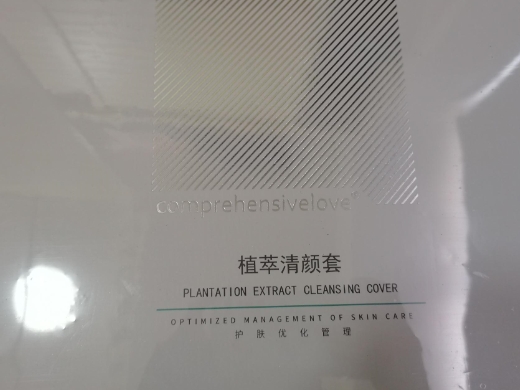 comprehensivelove
植萃清颜套
PLANTATION EXTRACT CLEANSING COVER
OPTIMIZED MANAGEMENT OF SKIN CARE
护肤优化管理